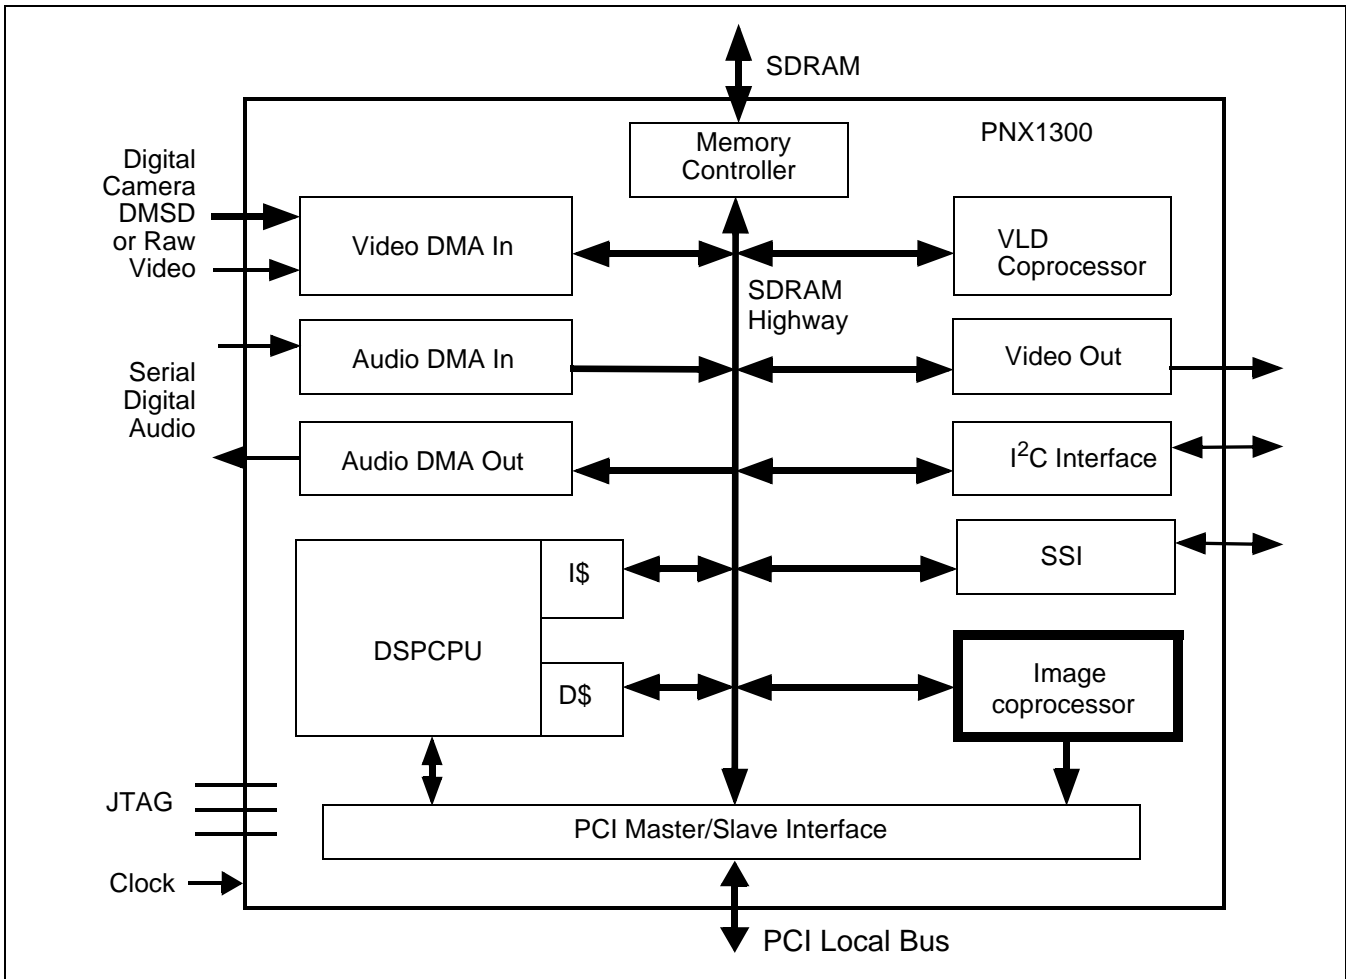 SDRAM
PNX1300
Memory
Controller
Digital
Camera
DMSD
or Raw
Video
Video DMA In
VLD
Coprocessor
SDRAM
Highway
Audio DMA In
Video Out
Serial
Digital
Audio
Audio DMA Out
I²C Interface
I$
SSI
DSPCPU
D$
Image
coprocessor
JTAG
PCI Master/Slave Interface
Clock
PCI Local Bus